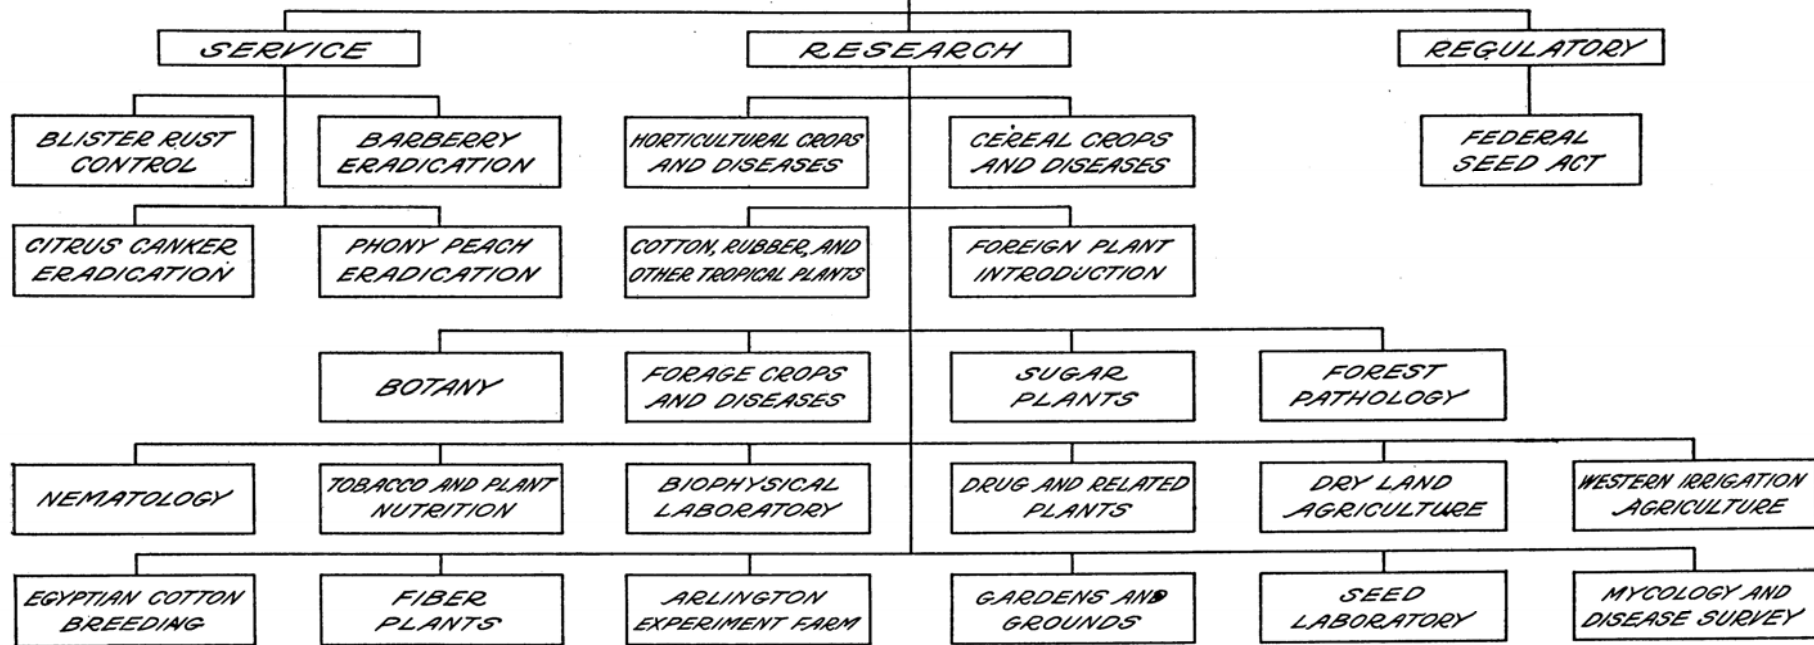 SERVICE
RESEARCH
REGULATORY
BLISTER RUST
CONTROL
BARBERRY
ERADICATION
HORTICULTURAL CROPS
AND DISEASES
CEREAL CROPS
AND DISEASES
FEDERAL
SEED ACT
CITRUS CANKER
ERADICATION
PHONY PEACH
ERADICATION
COTTON, RUBBER, AND
OTHER TROPICAL PLANTS
FOREIGN PLANT
INTRODUCTION
BOTANY
FORAGE CROPS
AND DISEASES
SUGAR
PLANTS
FOREST
PATHOLOGY
NEMATOLOGY
TOBACCO AND PLANT
NUTRITION
BIOPHYSICAL
LABORATORY
DRUG AND RELATED
PLANTS
DRY LAND
AGRICULTURE
WESTERN IRRIGATION
AGRICULTURE
EGYPTIAN COTTON
BREEDING
FIBER
PLANTS
ARLINGTON
EXPERIMENT FARM
GARDENS AND
GROUNDS
SEED
LABORATORY
MYCOLOGY AND
DISEASE SURVEY